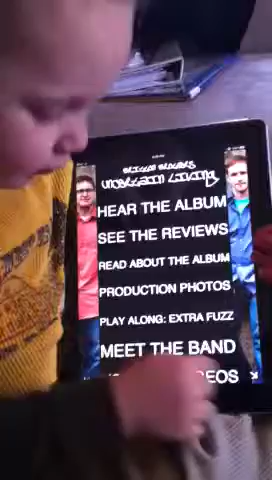 HEAR THE ALBUM
SEE THE REVIEWS
READ ABOUT THE ALBUM
PRODUCTION PHOTOS
PLAY ALONG: EXTRA FUZZ
MEET THE BAND